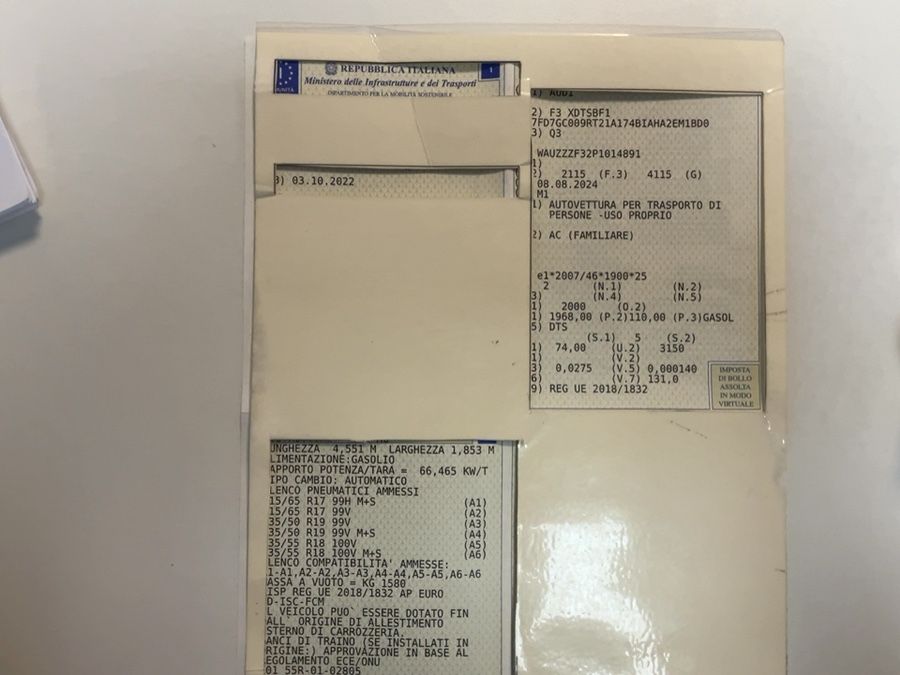 REPUBBLICA ITALIANA
1
Ministero delle Infrastrutture e dei Trasporti
DIPARTIMENTO PER LA MOBILITÀ SOSTENIBILE
I
) 03.10.2022
1) AUDI
2) F3 XDTSBF1
7FD7GC009RT21A174BIAHA2EM1BD0
3) Q3
WAUZZZF32P1014891
1)
2) 2115 (F.3) 4115 (G)
08.08.2024
M1
1) AUTOVETTURA PER TRASPORTO DI
PERSONE -USO PROPRIO
2) AC (FAMILIARE)
e1*2007/46*1900*25
2 (N.1) (N.2)
3) (N.4) (N.5)
1) 2000 (O.2)
1) 1968,00 (P.2)110,00 (P.3)GASOL
5) DTS
(S.1) 5 (S.2)
1) 74,00 (U.2) 3150
1) (V.2)
3) 0,0275 (V.5) 0,000140
6) (V.7) 131,0
9) REG UE 2018/1832
IMPOSTA
DI BOLLO
ASSOLTA
IN MODO
VIRTUALE
UNGHEZZA 4,551 M LARGHEZZA 1,853 M
LIMENTAZIONE:GASOLIO
APPORTO POTENZA/TARA = 66,465 KW/T
IPO CAMBIO: AUTOMATICO
LENCO PNEUMATICI AMMESSI
15/65 R17 99H M+S (A1)
15/65 R17 99V (A2)
35/50 R19 99V (A3)
35/50 R19 99V M+S (A4)
35/55 R18 100V (A5)
35/55 R18 100V M+S (A6)
LENCO COMPATIBILITA' AMMESSE:
1-A1,A2-A2,A3-A3,A4-A4,A5-A5,A6-A6
ASSA A VUOTO = KG 1580
ISP REG UE 2018/1832 AP EURO
D-ISC-FCM
L VEICOLO PUO` ESSERE DOTATO FIN
ALL` ORIGINE DI ALLESTIMENTO
STERNO DI CARROZZERIA.
ANCI DI TRAINO (SE INSTALLATI IN
RIGINE:) APPROVAZIONE IN BASE AL
EGOLAMENTO ECE/ONU
01 55R-01-02805